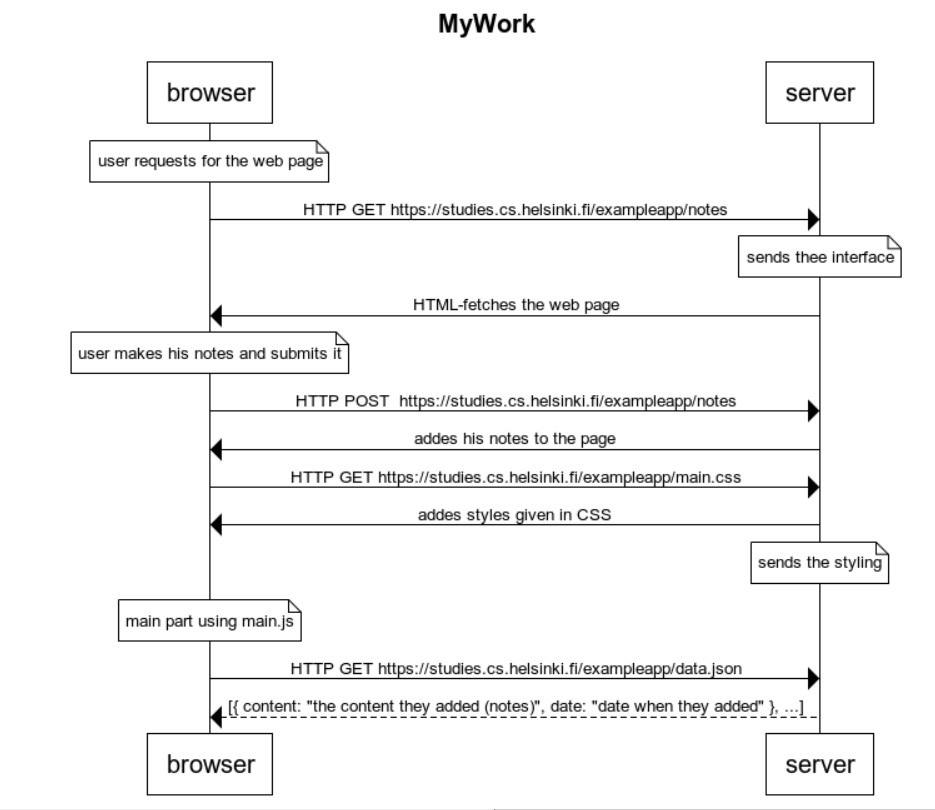 MyWork
browser
server
user requests for the web page
HTTP GET https://studies.cs.helsinki.fi/exampleapp/notes
sends thee interface
HTML-fetches the web page
user makes his notes and submits it
HTTP POST  https://studies.cs.helsinki.fi/exampleapp/notes
addes his notes to the page
HTTP GET https://studies.cs.helsinki.fi/exampleapp/main.css
addes styles given in CSS
sends the styling
main part using main.js
HTTP GET https://studies.cs.helsinki.fi/exampleapp/data.json
[{ content: "the content they added (notes)", date: "date when they added" }, ...]
browser
server